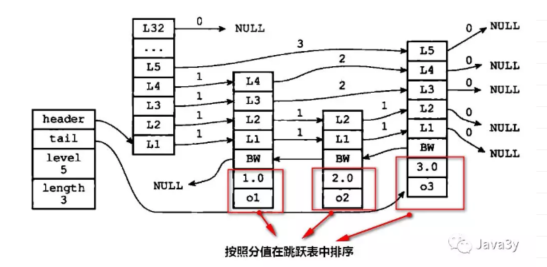 L32
0
NULL
...
L5
3
L5
0
NULL
L4
1
L4
2
L4
0
NULL
L3
1
L3
2
L3
0
NULL
L2
1
L2
1
L2
1
L2
0
NULL
L1
1
L1
1
L1
1
L1
0
NULL
header
tail
level
5
length
3
BW
BW
BW
NULL
1.0
2.0
3.0
o1
o2
o3
按照分值在跳跃表中排序
Java3y